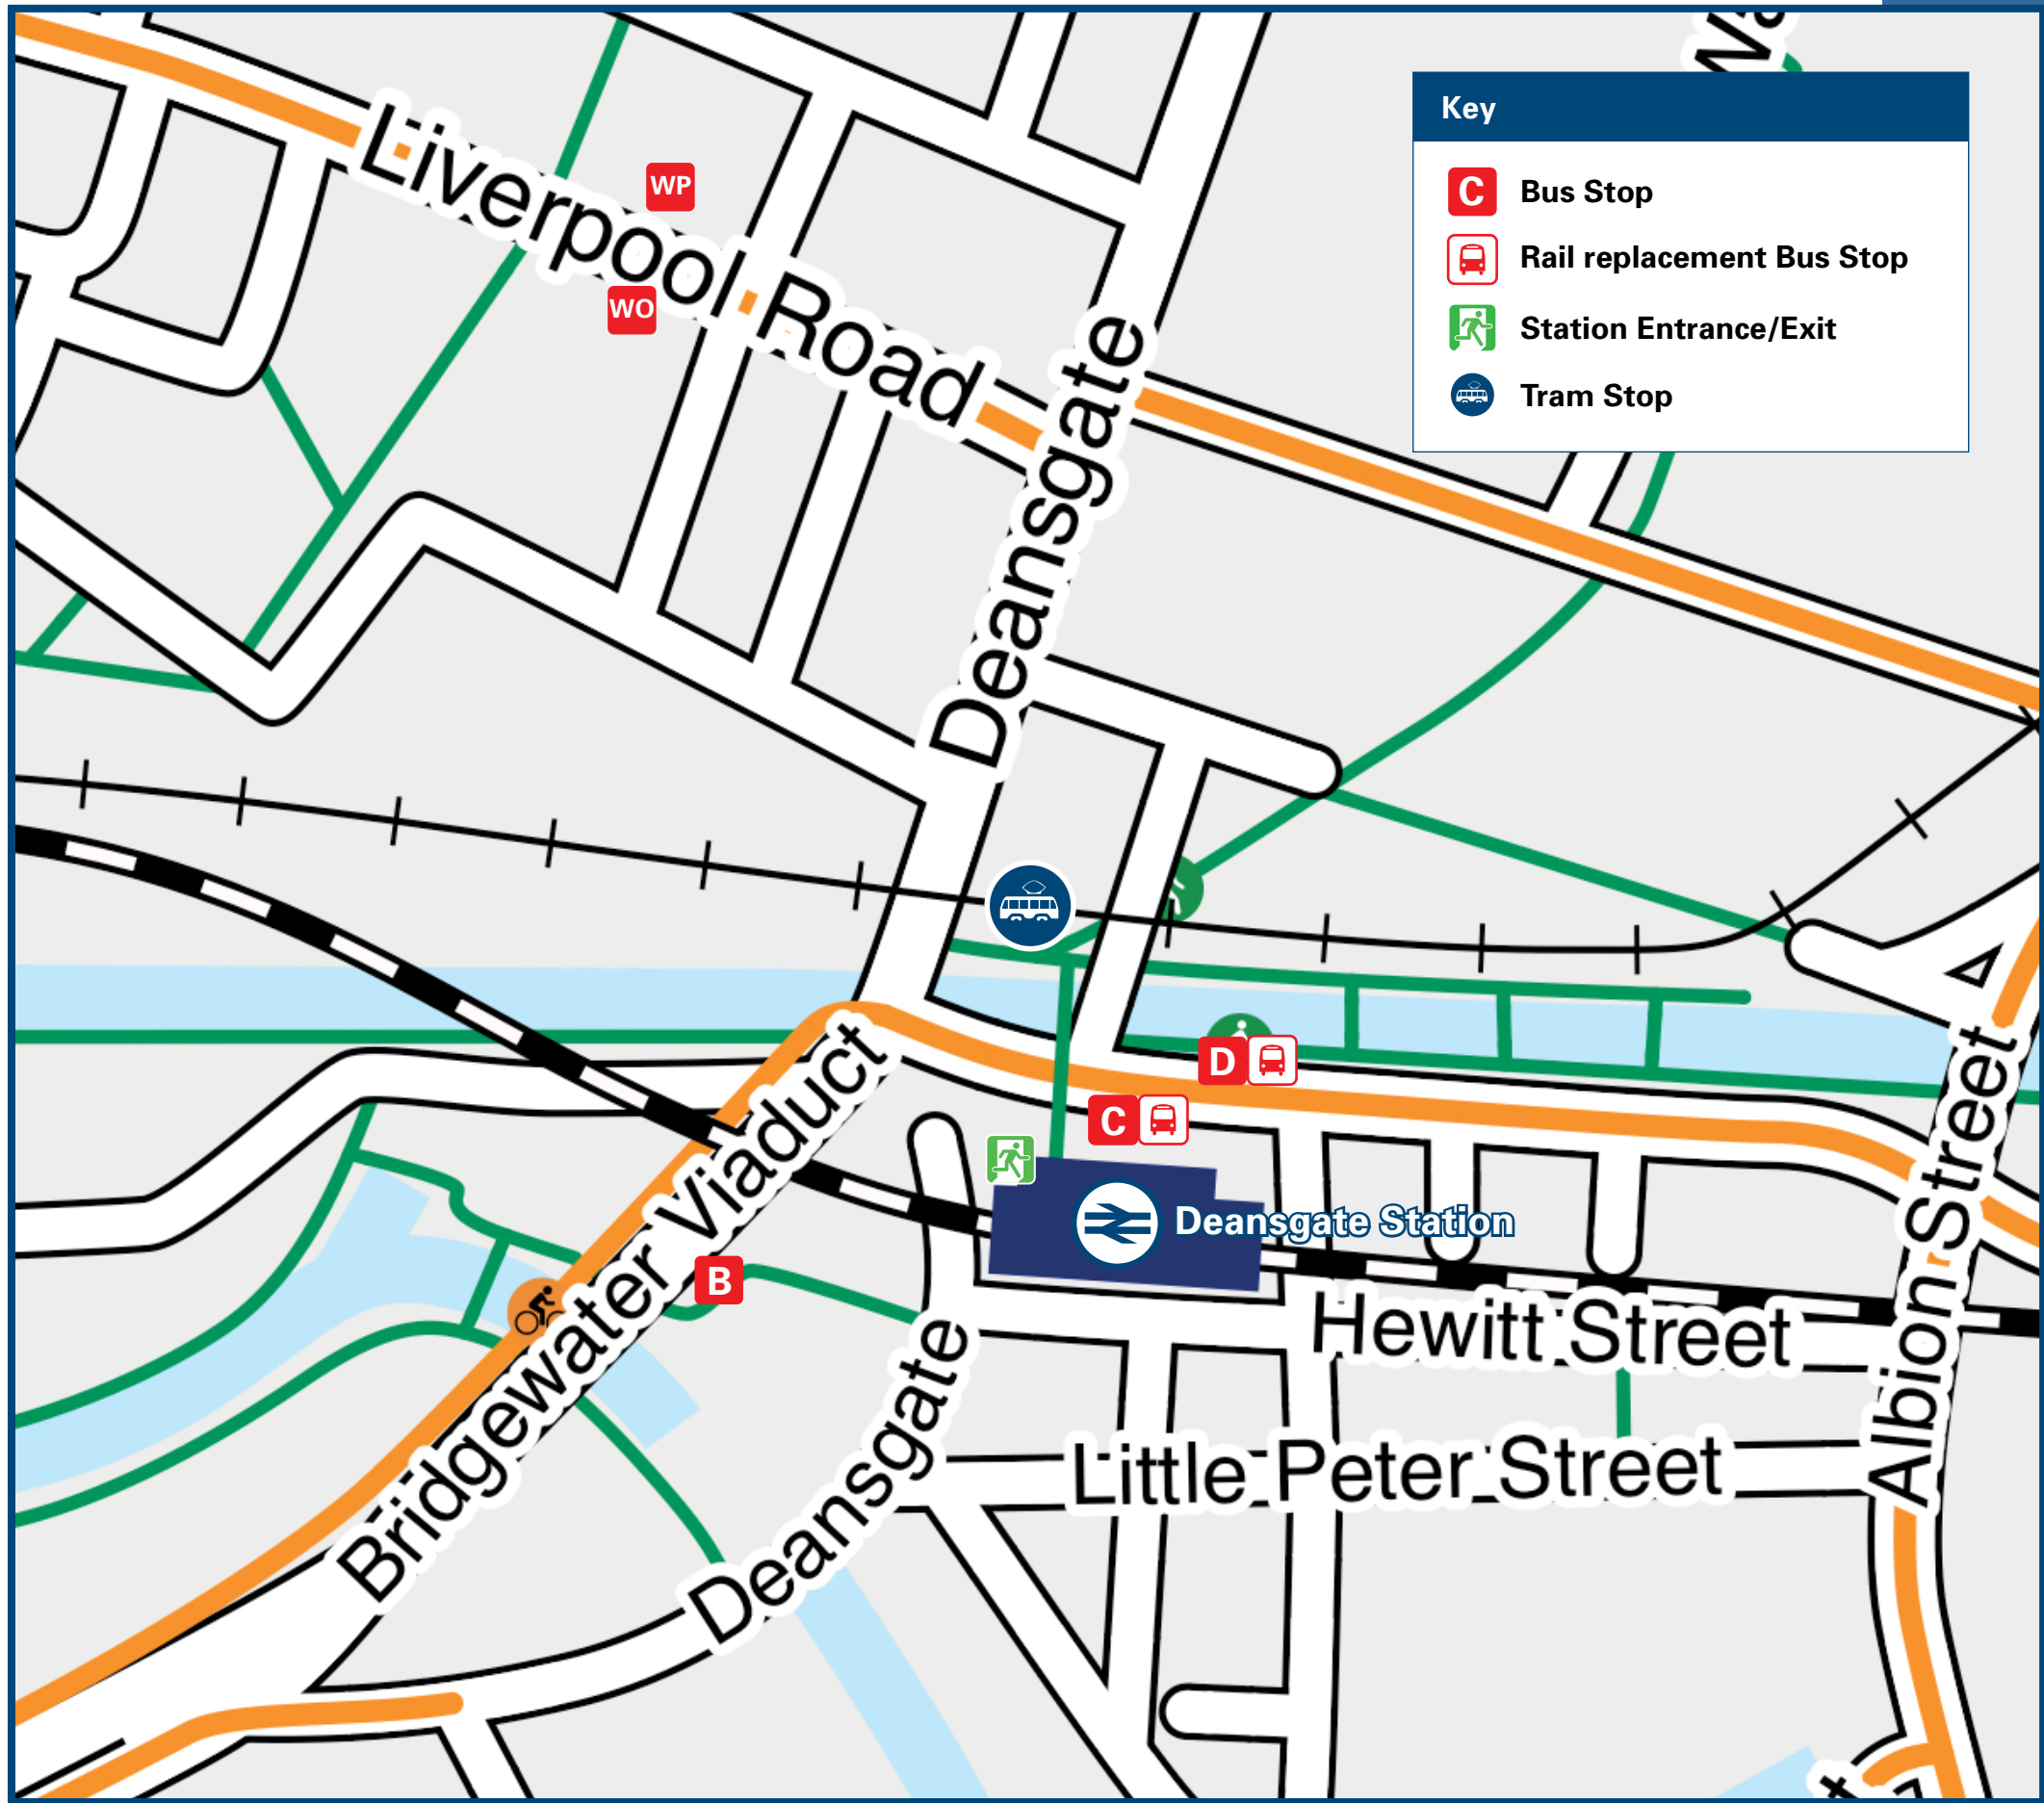 Key
C Bus Stop
Rail replacement Bus Stop
Station Entrance/Exit
Tram Stop
WP
Liverpool Road
WO
Deansgate
D
C
Deansgate Station
Bridgewater Viaduct
B
Hewitt Street
Albion Street
Deansgate
Little Peter Street